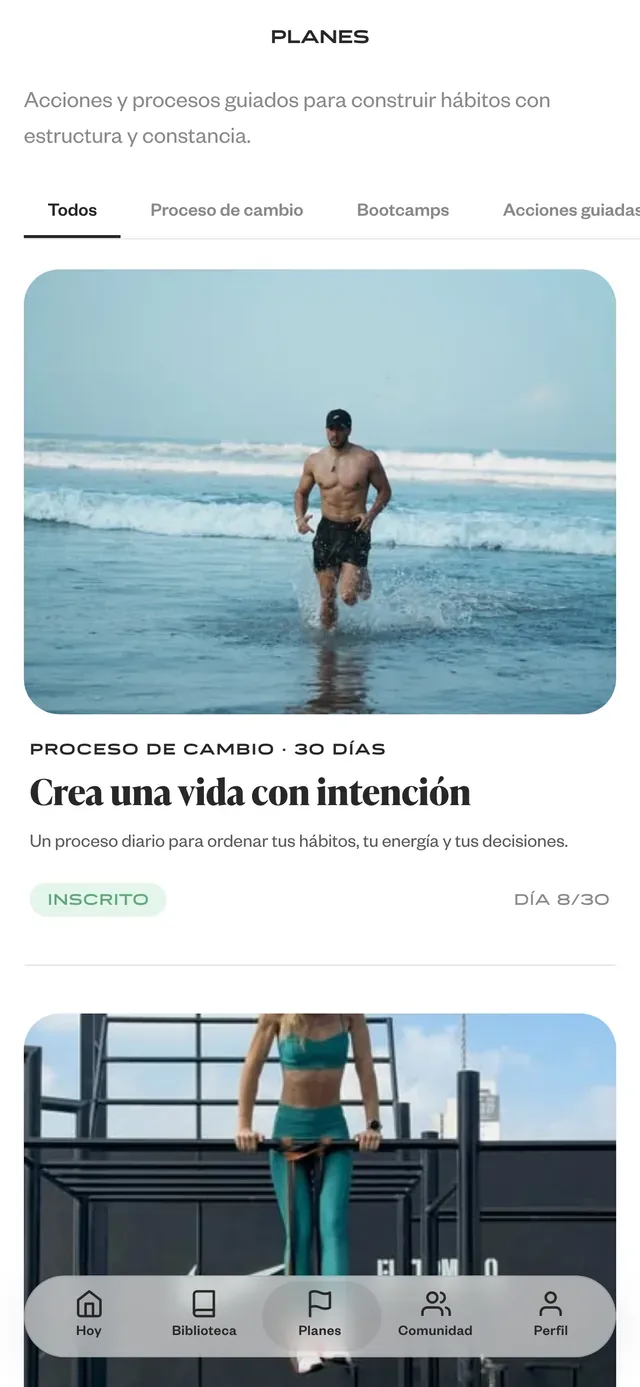 PLANES
Acciones y procesos guiados para construir hábitos con
estructura y constancia.
Todos
Proceso de cambio
Bootcamps
Acciones guiadas
PROCESO DE CAMBIO · 30 DÍAS
Crea una vida con intención
Un proceso diario para ordenar tus hábitos, tu energía y tus decisiones.
INSCRITO
DÍA 8/30
Hoy
Biblioteca
Planes
Comunidad
Perfil